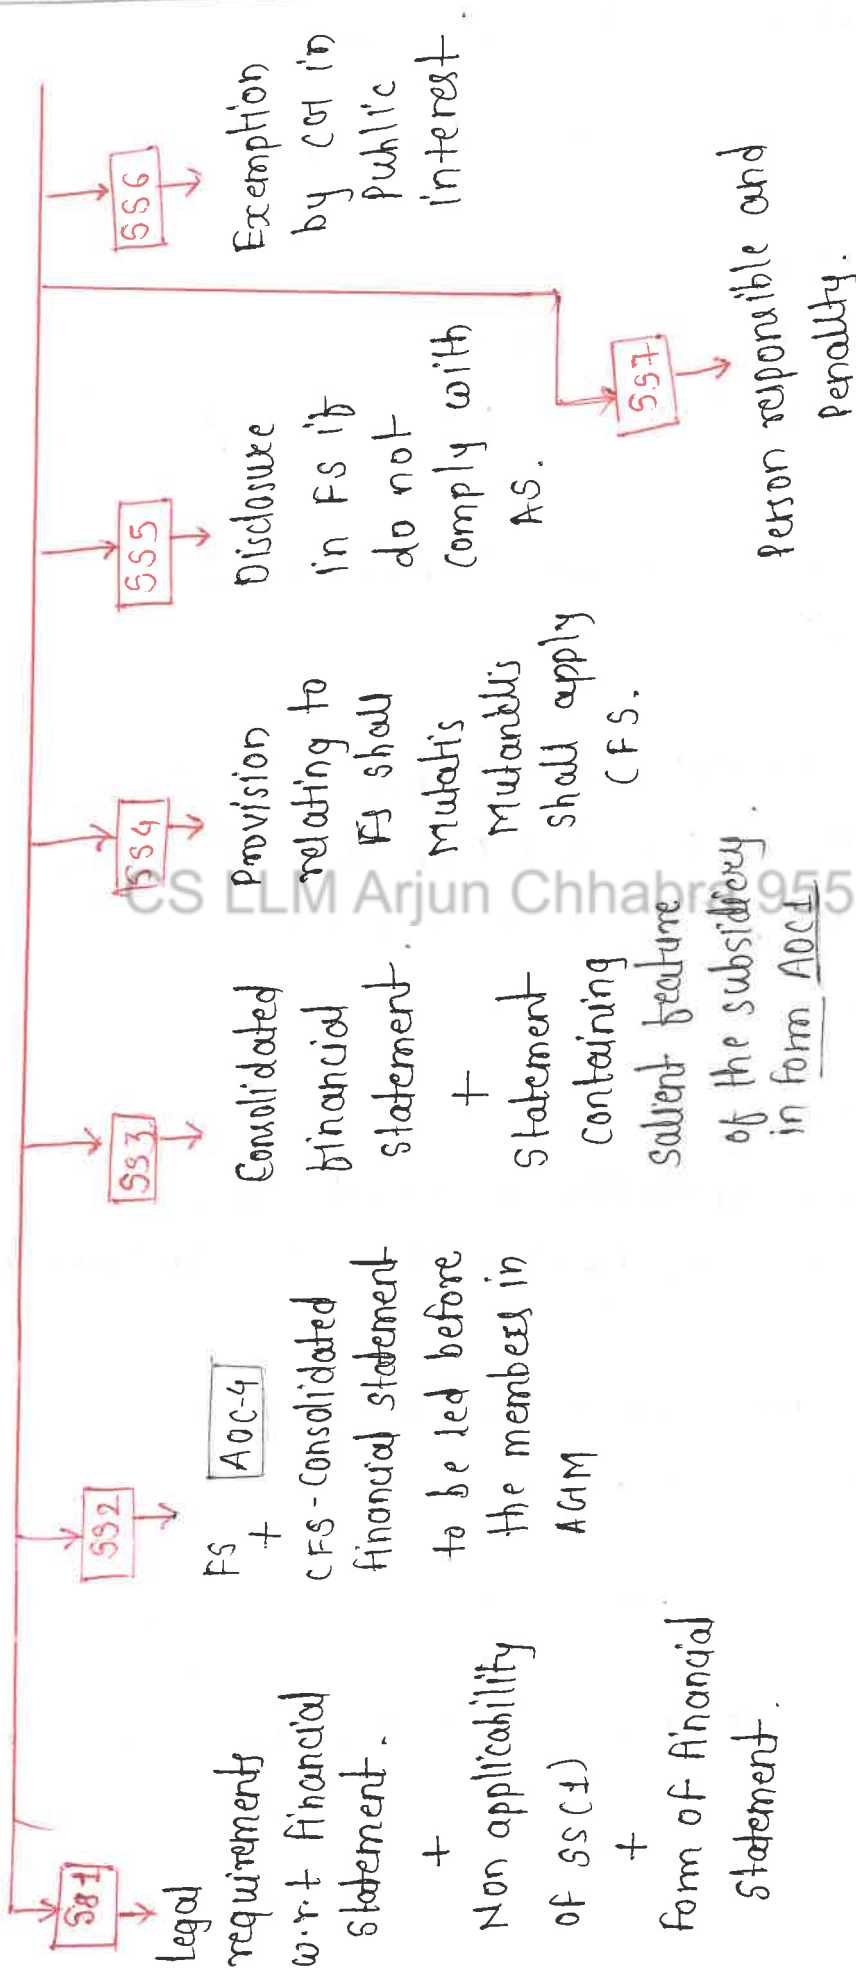 SS1
Legal
requirements
w.r.t financial
statement.
+
Non applicability
of SS(1)
+
Form of financial
statement.
SS2
FS AOC-4
+
CFS-Consolidated
financial statement
to be led before
the members in
AGM
SS3
Consolidated
financial
statement.
+
Statement
Containing
salient feature
of the subsidiary.
in Form AOC1
SS4
Provision
relating to
FS shall
Mutatis
Mutandis
shall apply
CFS.
SS5
Disclosure
in FS if
do not
comply with
AS.
SS6
Exemption
by CG in
Public
interest
SS7
Person responsible and
Penalty.
CS LLM Arjun Chhabra 955